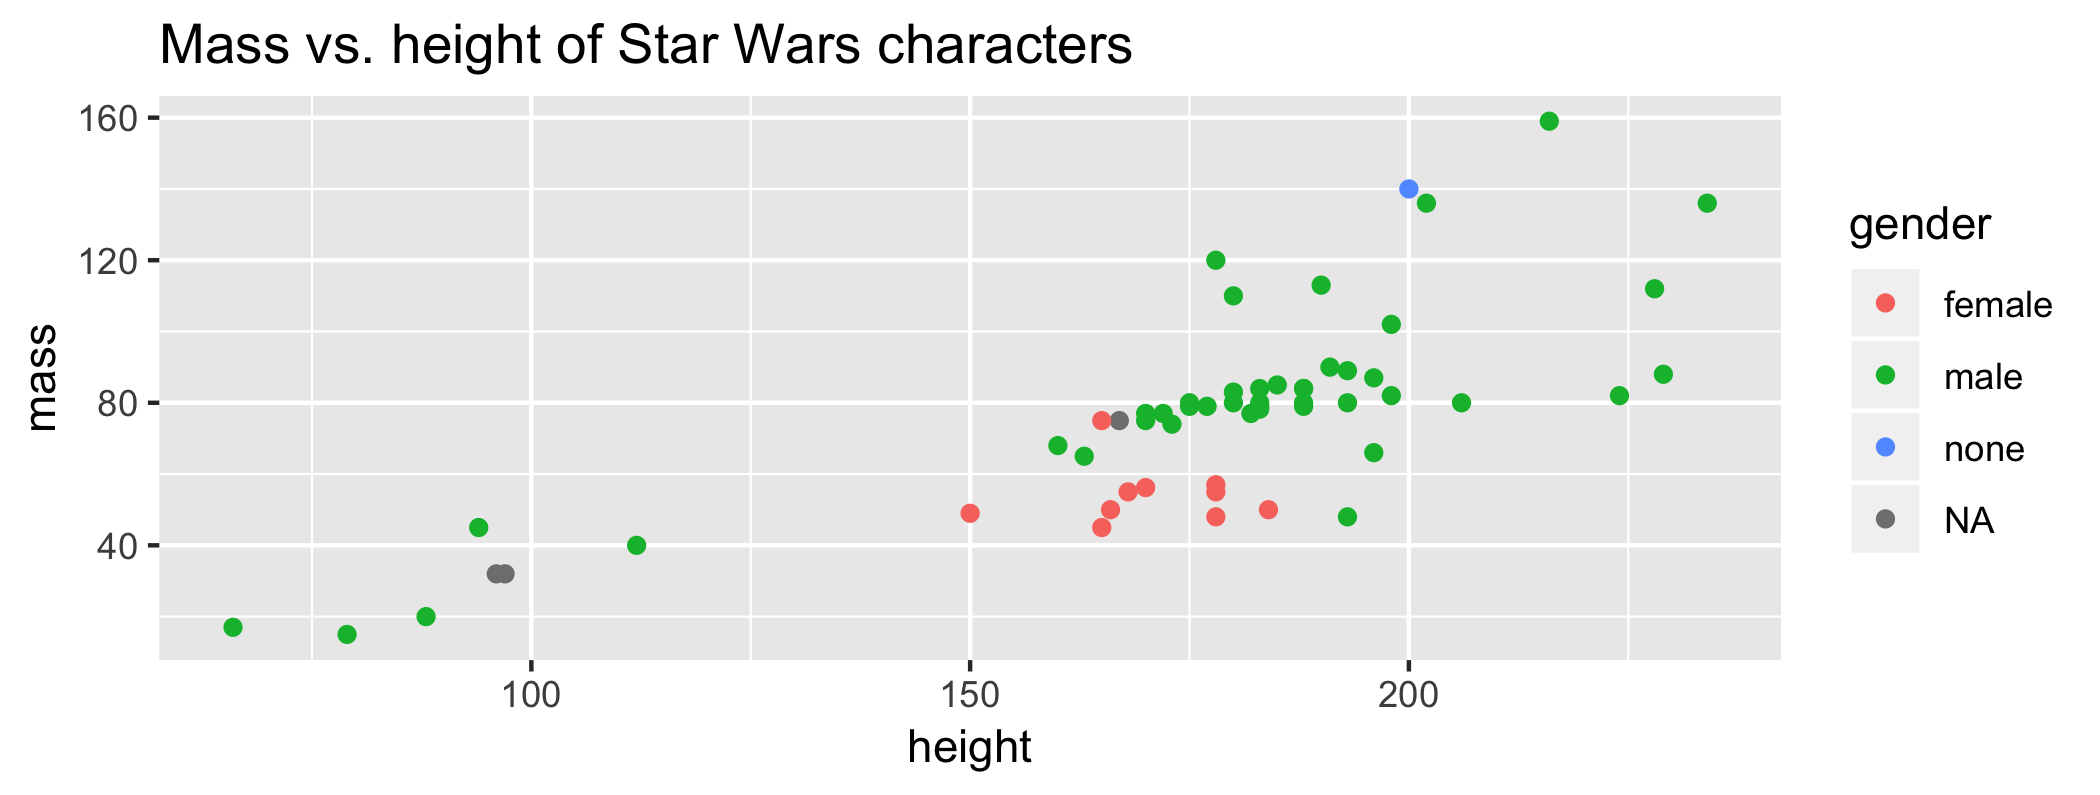 Mass vs. height of Star Wars characters
160
120
80
40
mass
100 150 200
height
gender
female
male
none
NA